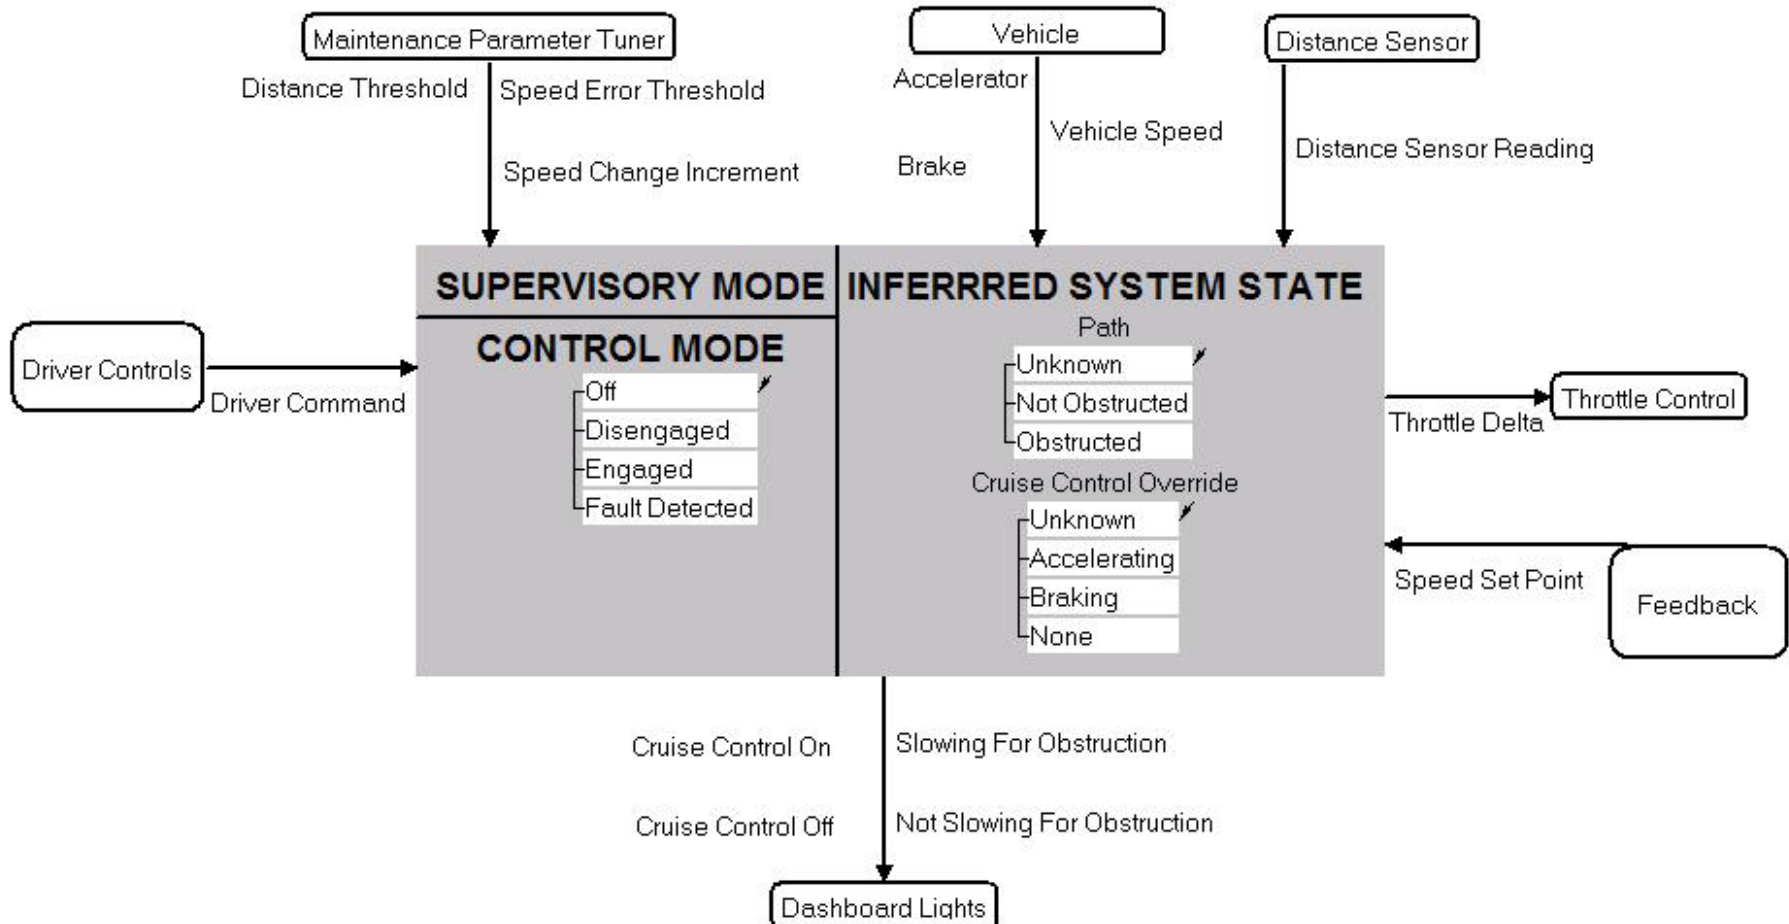 Maintenance Parameter Tuner
Vehicle
Distance Sensor
Distance Threshold
Speed Error Threshold
Speed Change Increment
Accelerator
Vehicle Speed
Brake
Distance Sensor Reading
SUPERVISORY MODE
INFERRRED SYSTEM STATE
Driver Controls
Driver Command
CONTROL MODE
Off
Disengaged
Engaged
Fault Detected
Path
Unknown
Not Obstructed
Obstructed
Cruise Control Override
Unknown
Accelerating
Braking
None
Throttle Control
Throttle Delta
Speed Set Point
Feedback
Cruise Control On
Slowing For Obstruction
Cruise Control Off
Not Slowing For Obstruction
Dashboard Lights